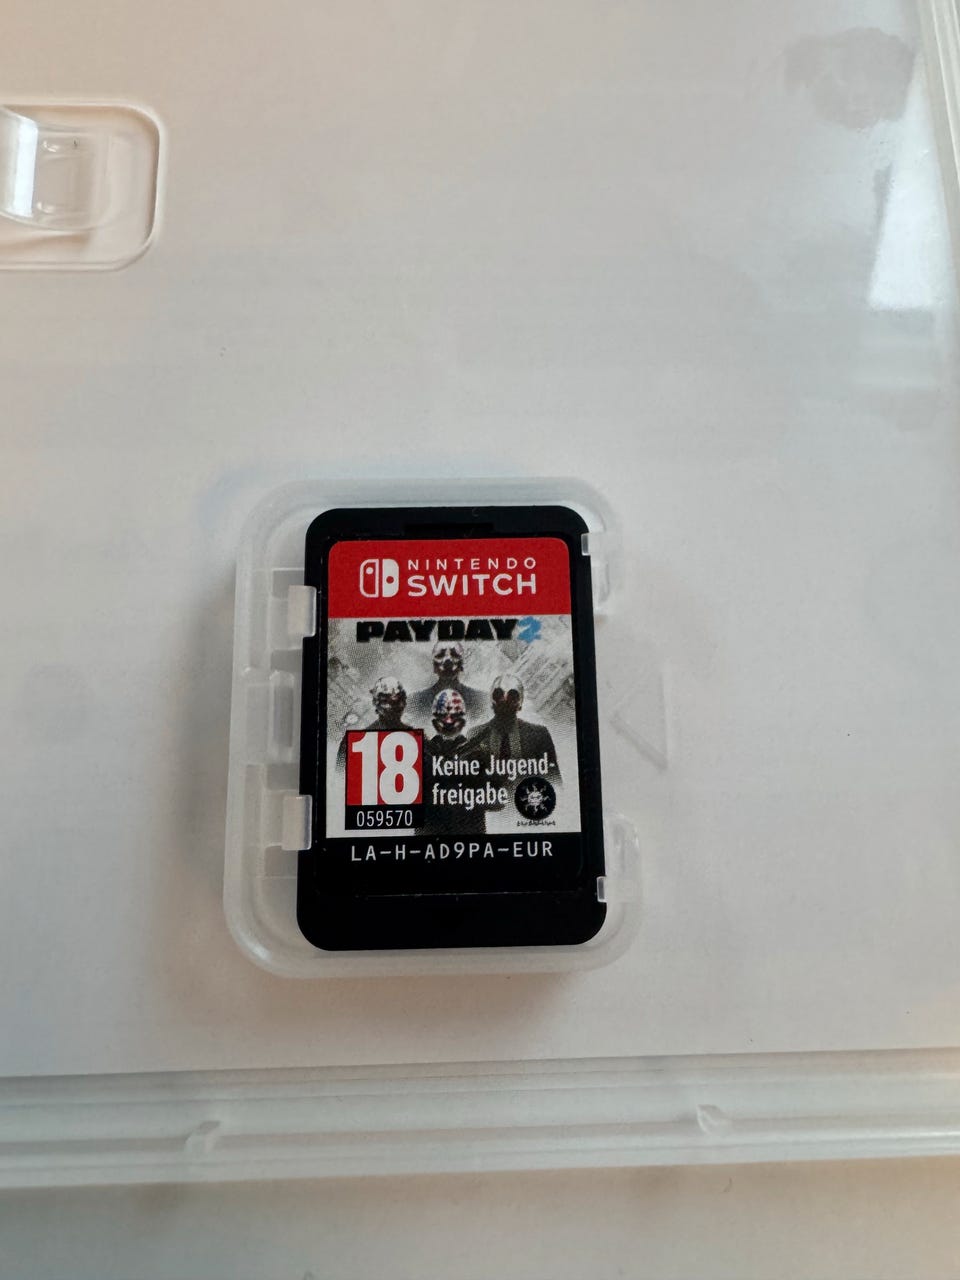 NINTENDO
SWITCH
PAYDAY 2
18
Keine Jugend-
freigabe
059570
LA-H-AD9PA-EUR